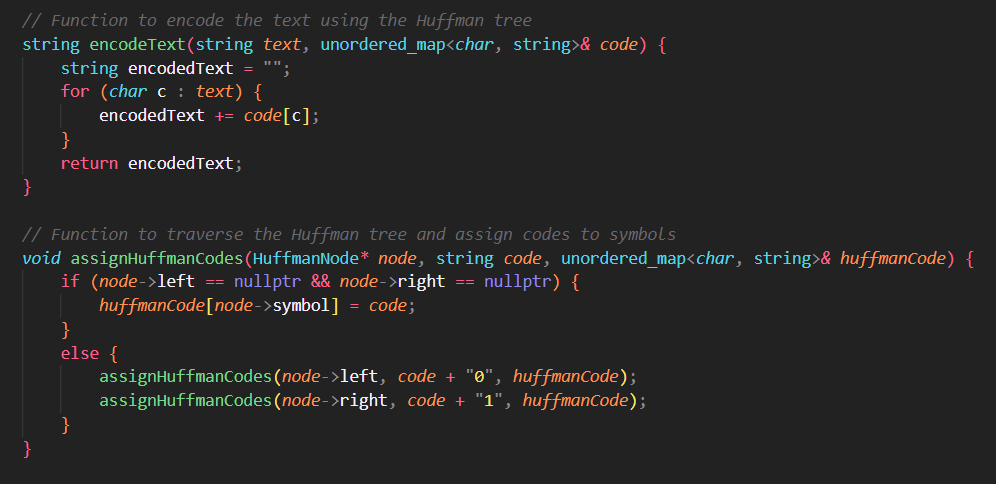 // Function to encode the text using the Huffman tree
string encodeText(string text, unordered_map<char, string>& code) {
    string encodedText = "";
    for (char c : text) {
        encodedText += code[c];
    }
    return encodedText;
}

// Function to traverse the Huffman tree and assign codes to symbols
void assignHuffmanCodes(HuffmanNode* node, string code, unordered_map<char, string>& huffmanCode) {
    if (node->left == nullptr && node->right == nullptr) {
        huffmanCode[node->symbol] = code;
    }
    else {
        assignHuffmanCodes(node->left, code + "0", huffmanCode);
        assignHuffmanCodes(node->right, code + "1", huffmanCode);
    }
}